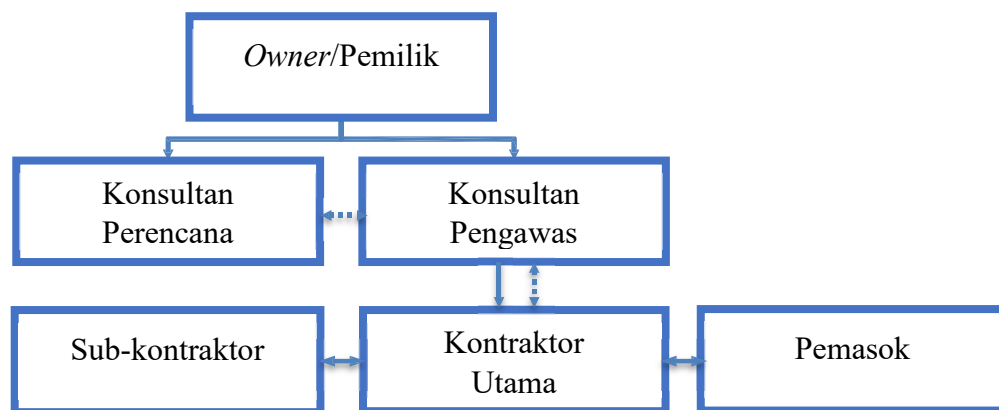 Owner/Pemilik
Konsultan
Perencana
Konsultan
Pengawas
Sub-kontraktor
Kontraktor
Utama
Pemasok